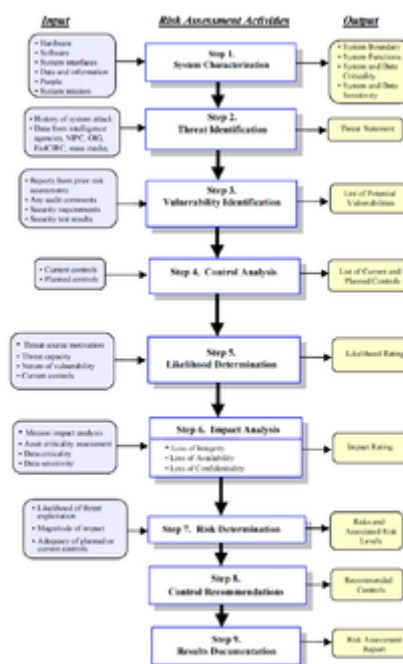 Input
Risk Assessment Activities
Output
• Hardware
• Software
• System interfaces
• Data and information
• People
• System mission
Step 1.
System Characterization
• System Boundary
• System Functions
• System and Data
Criticality
• System and Data
Sensitivity
• History of system attack
• Data from intelligence
agencies, NIPC, OIG,
FedCIRC, mass media,
Step 2.
Threat Identification
Threat Statement
• Reports from prior risk
assessments
• Any audit comments
• Security requirements
• Security test results
Step 3.
Vulnerability Identification
List of Potential
Vulnerabilities
• Current controls
• Planned controls
Step 4. Control Analysis
List of Current and
Planned Controls
• Threat-source motivation
• Threat capacity
• Nature of vulnerability
• Current controls
Step 5.
Likelihood Determination
Likelihood Rating
• Mission impact analysis
• Asset criticality assessment
• Data criticality
• Data sensitivity
Step 6. Impact Analysis
• Loss of Integrity
• Loss of Availability
• Loss of Confidentiality
Impact Rating
• Likelihood of threat
exploitation
• Magnitude of impact
• Adequacy of planned or
current controls
Step 7. Risk Determination
Risks and
Associated Risk
Levels
Step 8.
Control Recommendations
Recommended
Controls
Step 9.
Results Documentation
Risk Assessment
Report